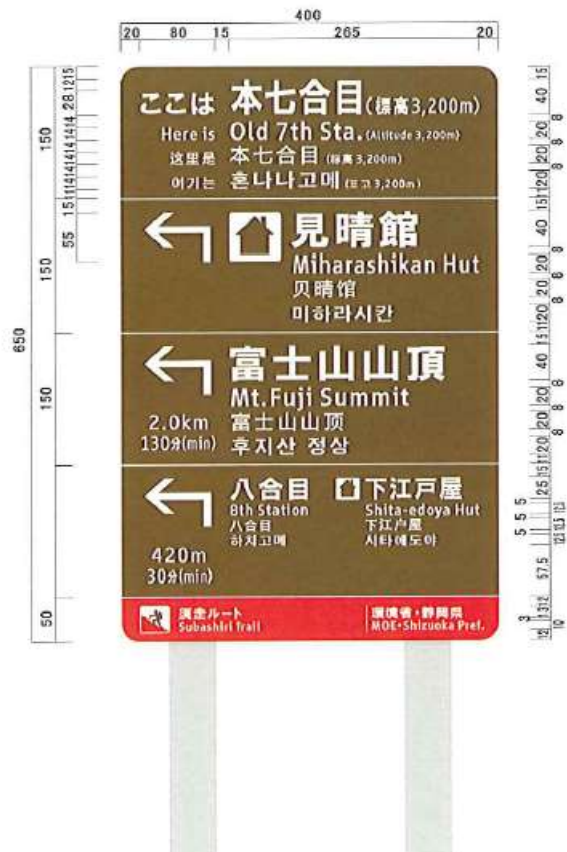 400
20 80 15 265 20
ここは 本七合目(標高3,200m)
Here is Old 7th Sta.(Altitude 3,200m)
这里是 本七合目(标高3,200m)
여기는 혼나나고메(표고3,200m)
見晴館
Miharashikan Hut
贝晴馆
미하라시칸
富士山山頂
Mt.Fuji Summit
2.0km 富士山山顶
130分(min) 후지산 정상
八合目 下江戸屋
8th Station Shita-edoya Hut
八合目 下江户屋
하치고메 시타에도야
420m
30分(min)
須走ルート 環境省・静岡県
Subashiri Trail MOE・Shizuoka Pref.
650
150
150
150
50
55